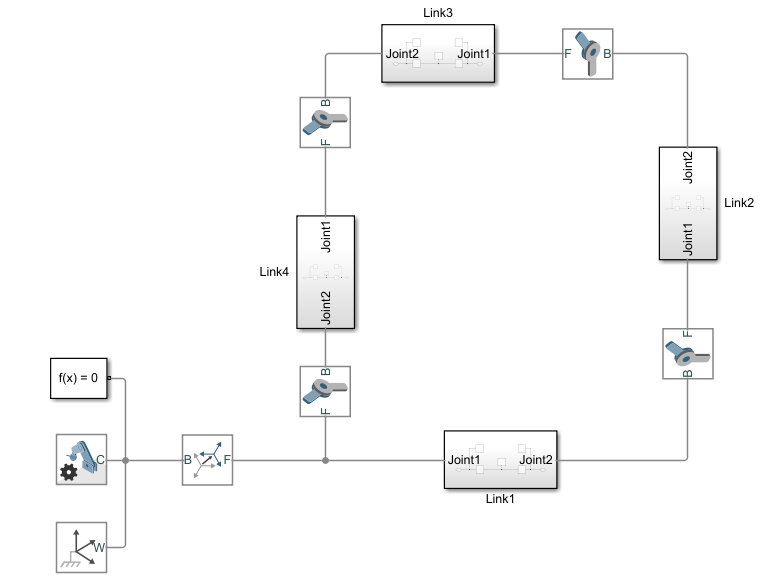 Link3
Joint2 Joint1
F B
B
F
Joint2
Joint1
Link2
Joint1
Joint2
Link4
F
B
B
F
f(x) = 0
C
B F
Joint1 Joint2
Link1
W